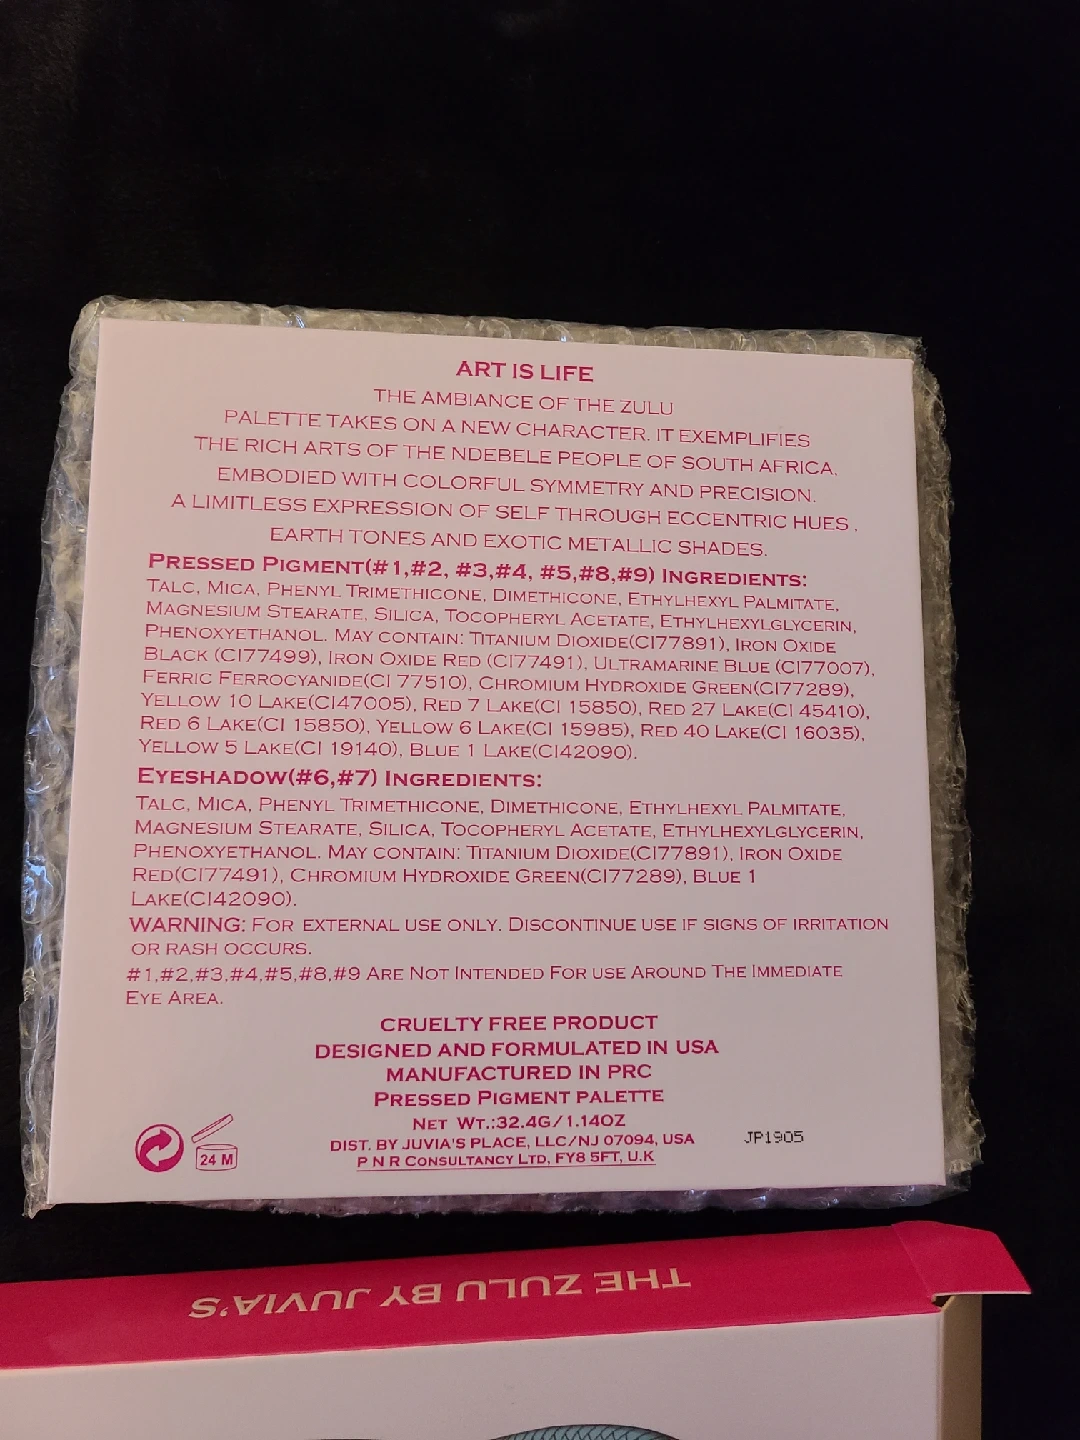 ART IS LIFE
THE AMBIANCE OF THE ZULU
PALETTE TAKES ON A NEW CHARACTER. IT EXEMPLIFIES
THE RICH ARTS OF THE NDEBELE PEOPLE OF SOUTH AFRICA,
EMBODIED WITH COLORFUL SYMMETRY AND PRECISION.
A LIMITLESS EXPRESSION OF SELF THROUGH ECCENTRIC HUES ,
EARTH TONES AND EXOTIC METALLIC SHADES.
PRESSED PIGMENT(#1,#2, #3,#4, #5,#8,#9) INGREDIENTS:
TALC, MICA, PHENYL TRIMETHICONE, DIMETHICONE, ETHYLHEXYL PALMITATE,
MAGNESIUM STEARATE, SILICA, TOCOPHERYL ACETATE, ETHYLHEXYLGLYCERIN,
PHENOXYETHANOL. MAY CONTAIN: TITANIUM DIOXIDE(CI77891), IRON OXIDE
BLACK (CI77499), IRON OXIDE RED (CI77491), ULTRAMARINE BLUE (CI77007),
FERRIC FERROCYANIDE(CI 77510), CHROMIUM HYDROXIDE GREEN(CI77289),
YELLOW 10 LAKE(CI47005), RED 7 LAKE(CI 15850), RED 27 LAKE(CI 45410),
RED 6 LAKE(CI 15850), YELLOW 6 LAKE(CI 15985), RED 40 LAKE(CI 16035),
YELLOW 5 LAKE(CI 19140), BLUE 1 LAKE(CI42090).
EYESHADOW(#6,#7) INGREDIENTS:
TALC, MICA, PHENYL TRIMETHICONE, DIMETHICONE, ETHYLHEXYL PALMITATE,
MAGNESIUM STEARATE, SILICA, TOCOPHERYL ACETATE, ETHYLHEXYLGLYCERIN,
PHENOXYETHANOL. MAY CONTAIN: TITANIUM DIOXIDE(CI77891), IRON OXIDE
RED(CI77491), CHROMIUM HYDROXIDE GREEN(CI77289), BLUE 1
LAKE(CI42090).
WARNING: FOR EXTERNAL USE ONLY. DISCONTINUE USE IF SIGNS OF IRRITATION
OR RASH OCCURS.
#1,#2,#3,#4,#5,#8,#9 ARE NOT INTENDED FOR USE AROUND THE IMMEDIATE
EYE AREA.
CRUELTY FREE PRODUCT
DESIGNED AND FORMULATED IN USA
MANUFACTURED IN PRC
PRESSED PIGMENT PALETTE
NET WT.:32.4G/1.14OZ
DIST. BY JUVIA'S PLACE, LLC/NJ 07094, USA
P N R CONSULTANCY LTD, FY8 5FT, U.K
24 M
JP1905
THE ZULU BY JUVIA'S